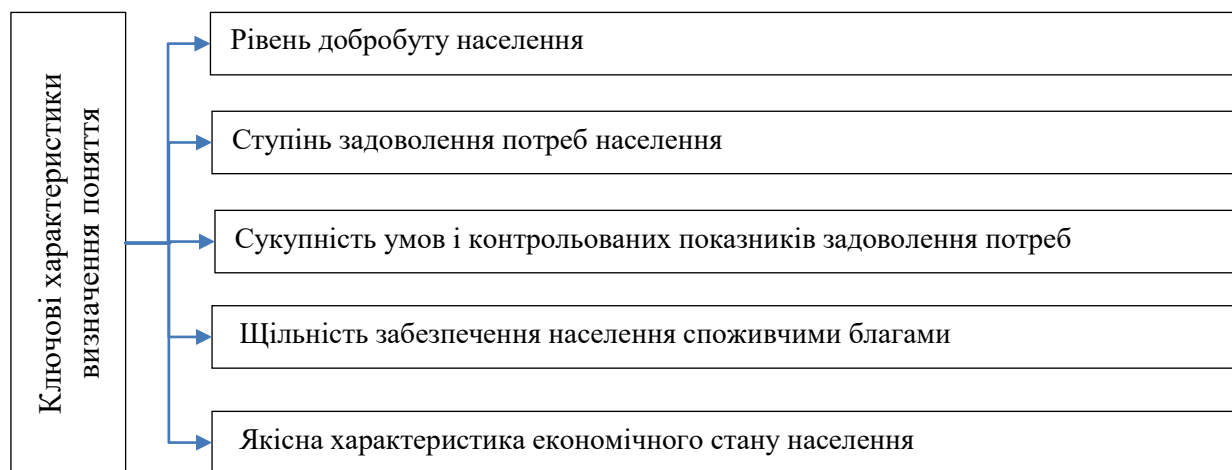 Ключові характеристики
визначення поняття
Рівень добробуту населення
Ступінь задоволення потреб населення
Сукупність умов і контрольованих показників задоволення потреб
Щільність забезпечення населення споживчими благами
Якісна характеристика економічного стану населення